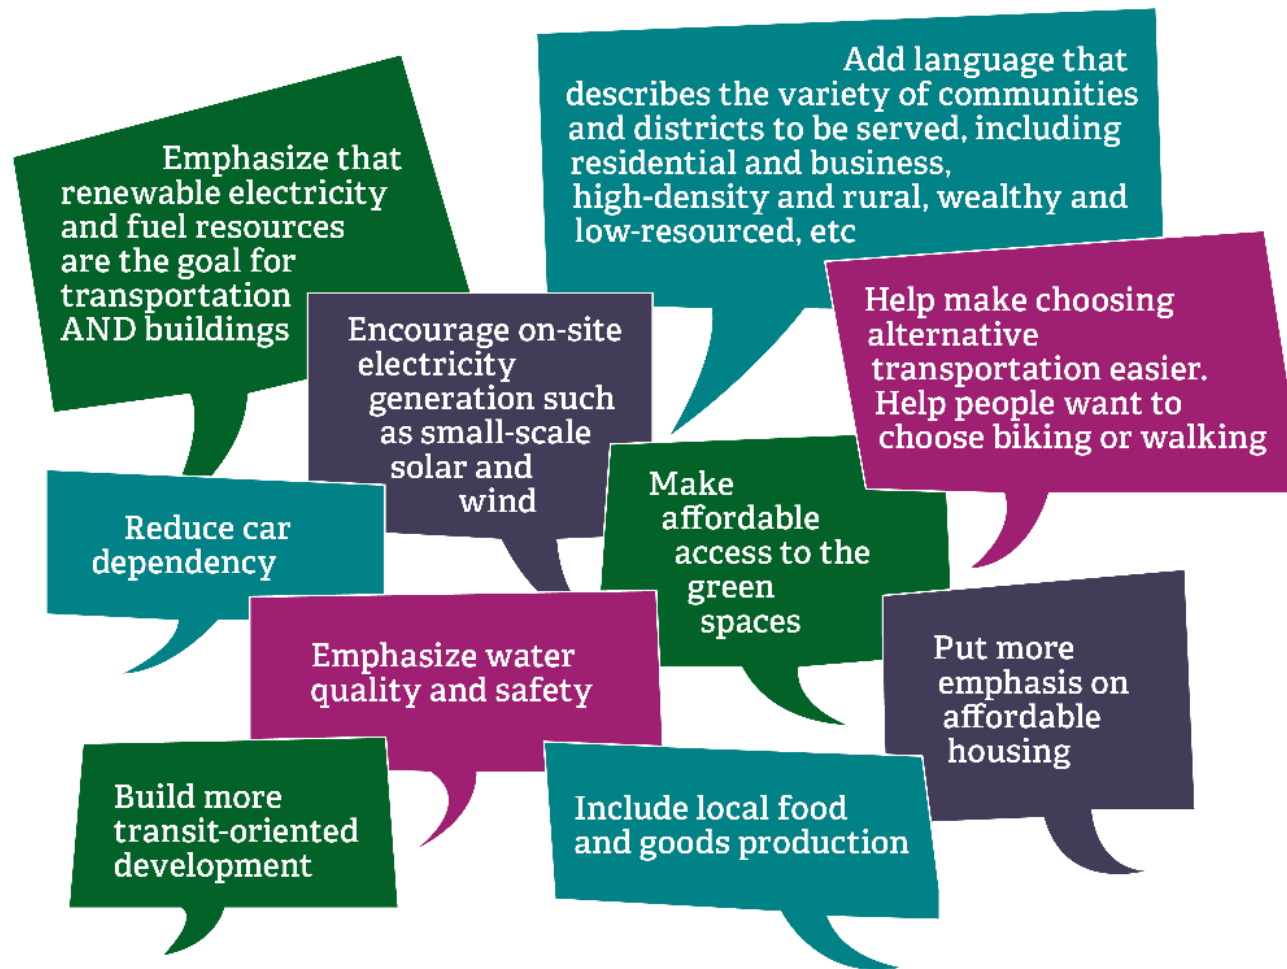 Emphasize that
renewable electricity
and fuel resources
are the goal for
transportation
AND buildings
Add language that
describes the variety of communities
and districts to be served, including
residential and business,
high-density and rural, wealthy and
low-resourced, etc
Encourage on-site
electricity
generation such
as small-scale
solar and
wind
Help make choosing
alternative
transportation easier.
Help people want to
choose biking or walking
Reduce car
dependency
Make
affordable
access to the
green
spaces
Emphasize water
quality and safety
Put more
emphasis on
affordable
housing
Build more
transit-oriented
development
Include local food
and goods production